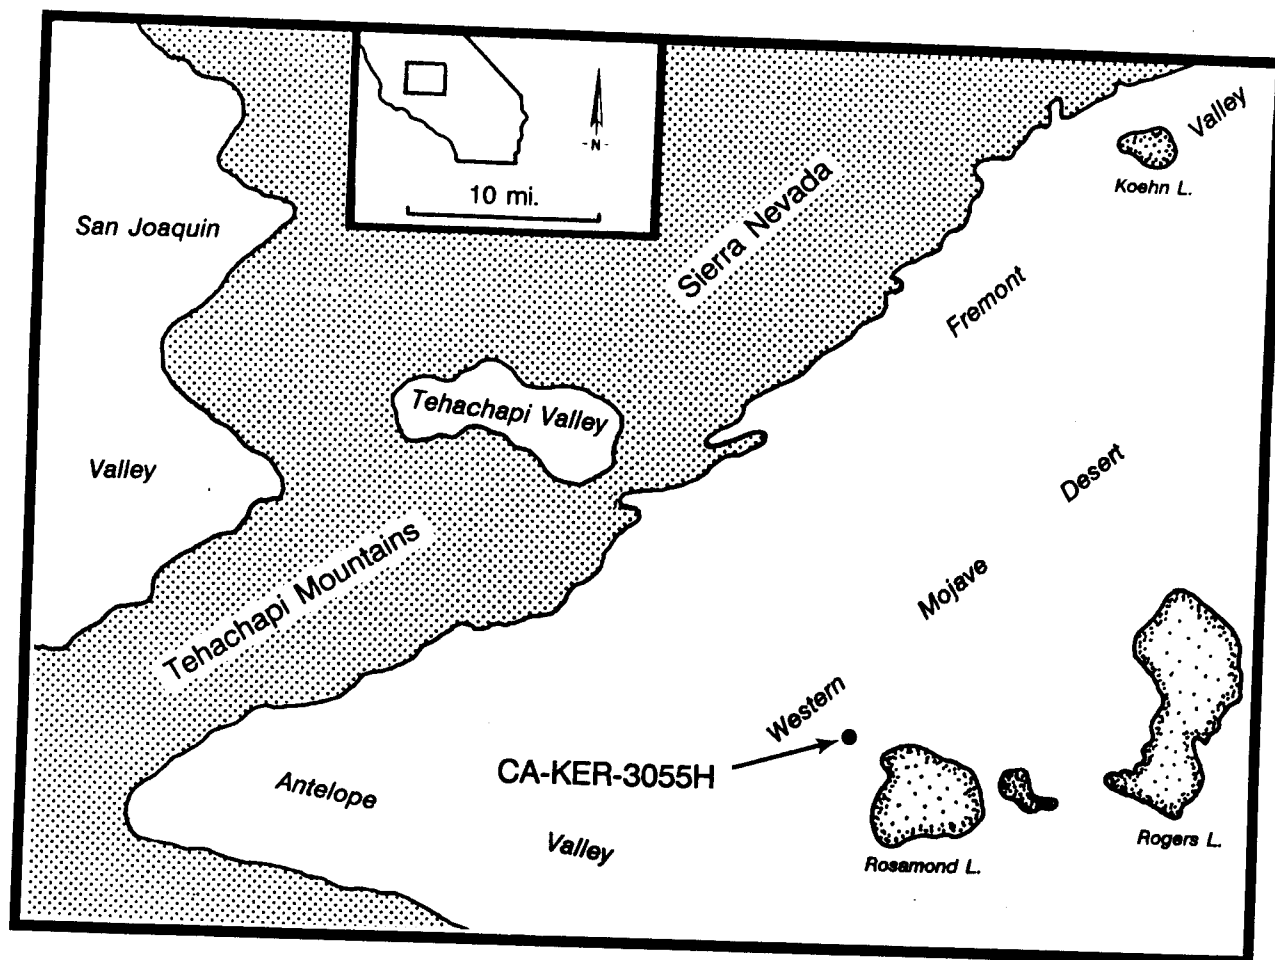 - N -
10 mi.
San Joaquin
Valley
Sierra Nevada
Valley
Koehn L.
Fremont
Tehachapi Valley
Desert
Tehachapi Mountains
Mojave
Western
CA-KER-3055H
Antelope
Valley
Rosamond L.
Rogers L.